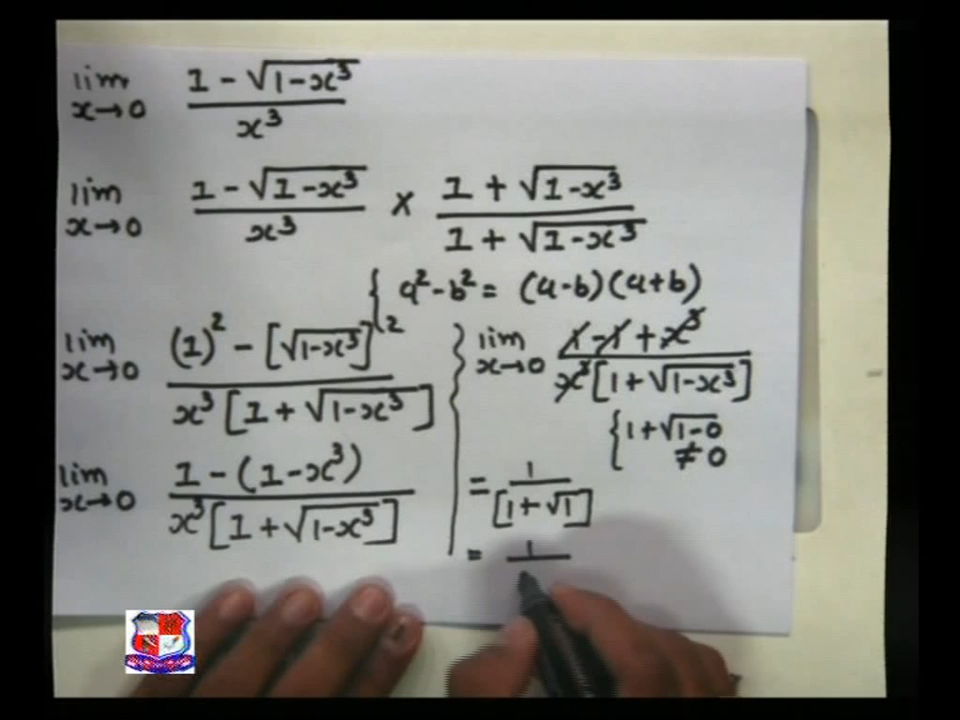 lim x→0 (1 - √(1-x³)) / x³
lim x→0 (1 - √(1-x³)) / x³ × (1 + √(1-x³)) / (1 + √(1-x³))
{ a² - b² = (a-b)(a+b)
lim x→0 ((1)² - [√(1-x³)]²) / (x³ [1 + √(1-x³)])
lim x→0 (1 - (1-x³)) / (x³ [1 + √(1-x³)])
lim x→0 (1 - 1 + x³) / (x³ [1 + √(1-x³)])
{ 1 + √(1-0) ≠ 0
= 1 / [1 + √1]
= 1 /